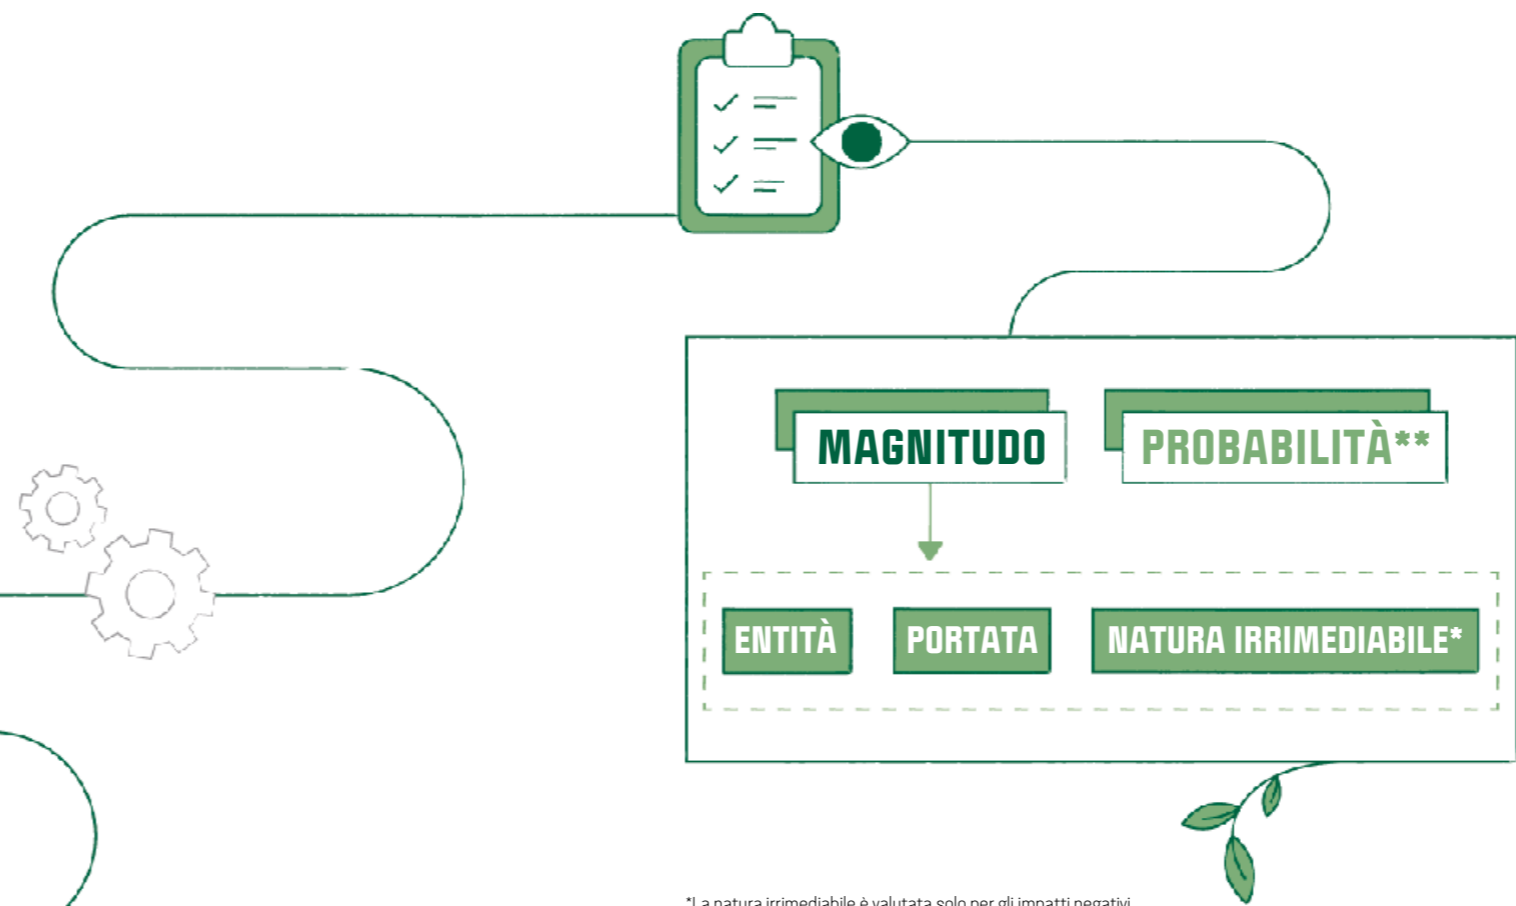 MAGNITUDO
PROBABILITÀ**
ENTITÀ
PORTATA
NATURA IRRIMEDIABILE*
*La natura irrimediabile è valutata solo per gli impatti negativi